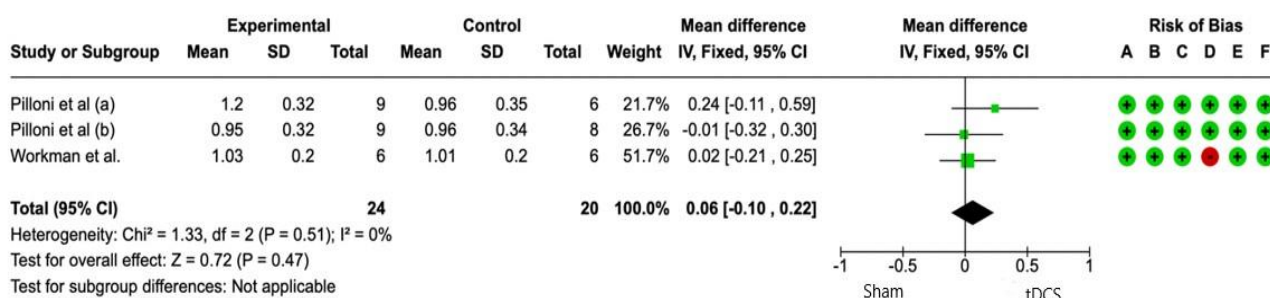 Experimental Control Mean difference Mean difference Risk of Bias
Study or Subgroup Mean SD Total Mean SD Total Weight IV, Fixed, 95% CI IV, Fixed, 95% CI A B C D E F
Pilloni et al (a) 1.2 0.32 9 0.96 0.35 6 21.7% 0.24 [-0.11 , 0.59] + + + + + +
Pilloni et al (b) 0.95 0.32 9 0.96 0.34 8 26.7% -0.01 [-0.32 , 0.30] + + + + + +
Workman et al. 1.03 0.2 6 1.01 0.2 6 51.7% 0.02 [-0.21 , 0.25] + + + - + +
Total (95% CI) 24 20 100.0% 0.06 [-0.10 , 0.22]
Heterogeneity: Chi² = 1.33, df = 2 (P = 0.51); I² = 0%
Test for overall effect: Z = 0.72 (P = 0.47)
Test for subgroup differences: Not applicable
-1 -0.5 0 0.5 1
Sham tDCS